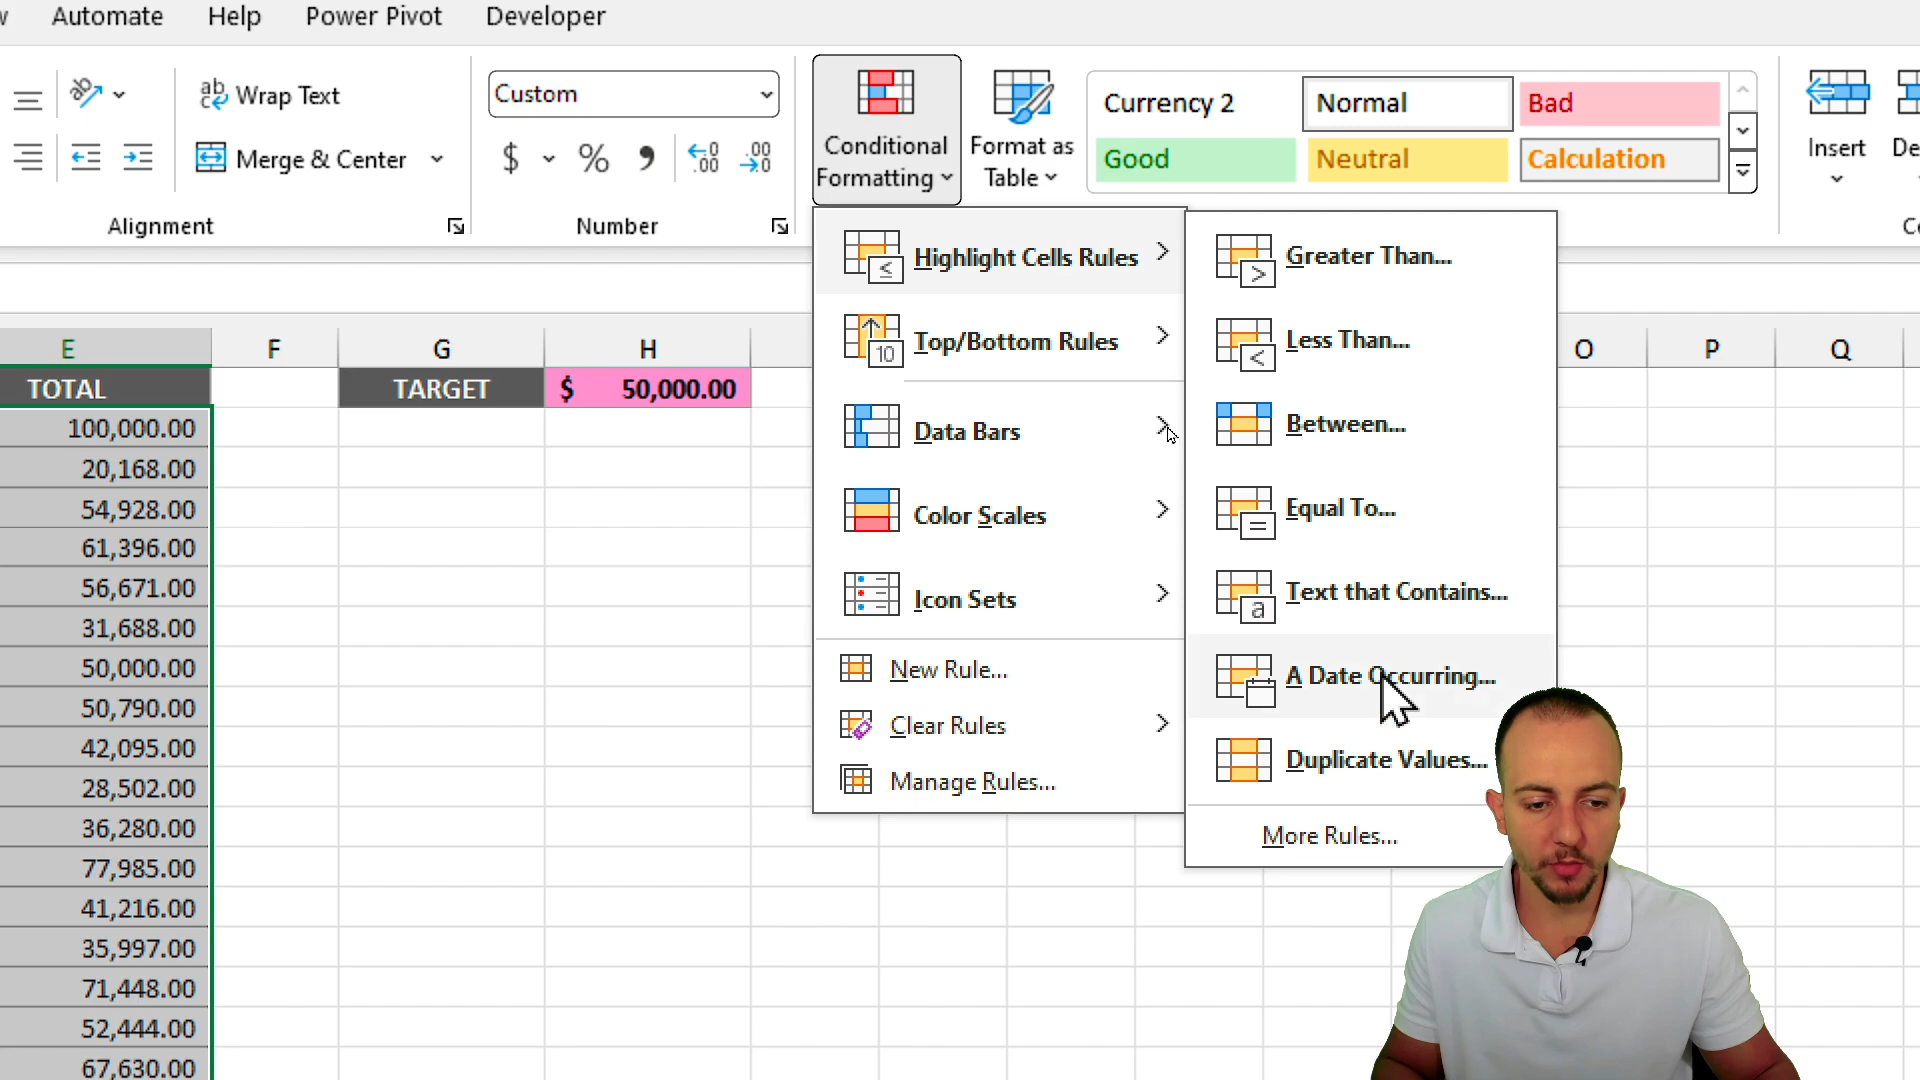 Automate Help Power Pivot Developer
Wrap Text
Merge & Center
Alignment
Custom
$ % , .00 .00
Number
Conditional Formatting
Format as Table
Currency 2 Normal Bad
Good Neutral Calculation
Insert
Highlight Cells Rules
Top/Bottom Rules
Data Bars
Color Scales
Icon Sets
New Rule...
Clear Rules
Manage Rules...
Greater Than...
Less Than...
Between...
Equal To...
Text that Contains...
A Date Occurring...
Duplicate Values...
More Rules...
E F G H O P Q
TOTAL TARGET $ 50,000.00
100,000.00
20,168.00
54,928.00
61,396.00
56,671.00
31,688.00
50,000.00
50,790.00
42,095.00
28,502.00
36,280.00
77,985.00
41,216.00
35,997.00
71,448.00
52,444.00
67,630.00